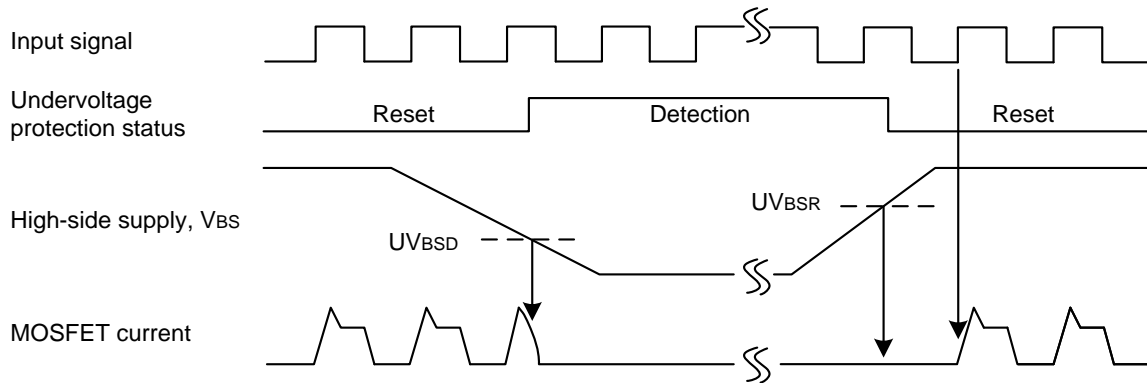 Input signal
Undervoltage
protection status
Reset
Detection
Reset
High-side supply, VBS
UVBSD
UVBSR
MOSFET current